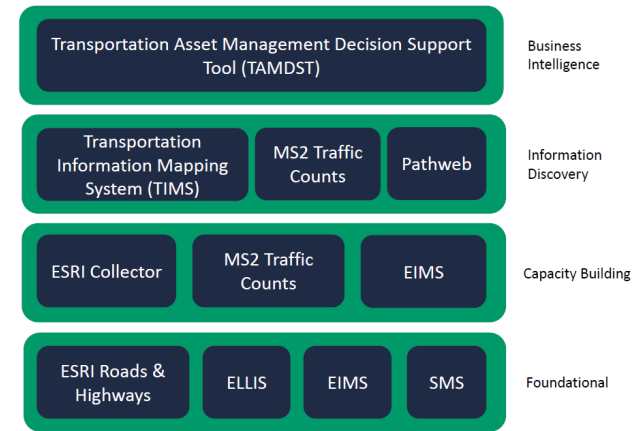 Transportation Asset Management Decision Support
Tool (TAMDST)
Business
Intelligence
Transportation
Information Mapping
System (TIMS)
MS2 Traffic
Counts
Pathweb
Information
Discovery
ESRI Collector
MS2 Traffic
Counts
EIMS
Capacity Building
ESRI Roads &
Highways
ELLIS
EIMS
SMS
Foundational